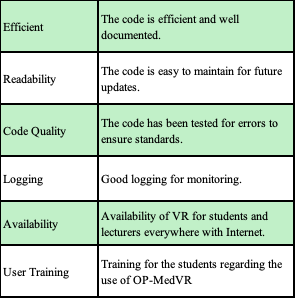 Efficient
The code is efficient and well
documented.
Readability
The code is easy to maintain for future
updates.
Code Quality
The code has been tested for errors to
ensure standards.
Logging
Good logging for monitoring.
Availability
Availability of VR for students and
lecturers everywhere with Internet.
User Training
Training for the students regarding the
use of OP-MedVR